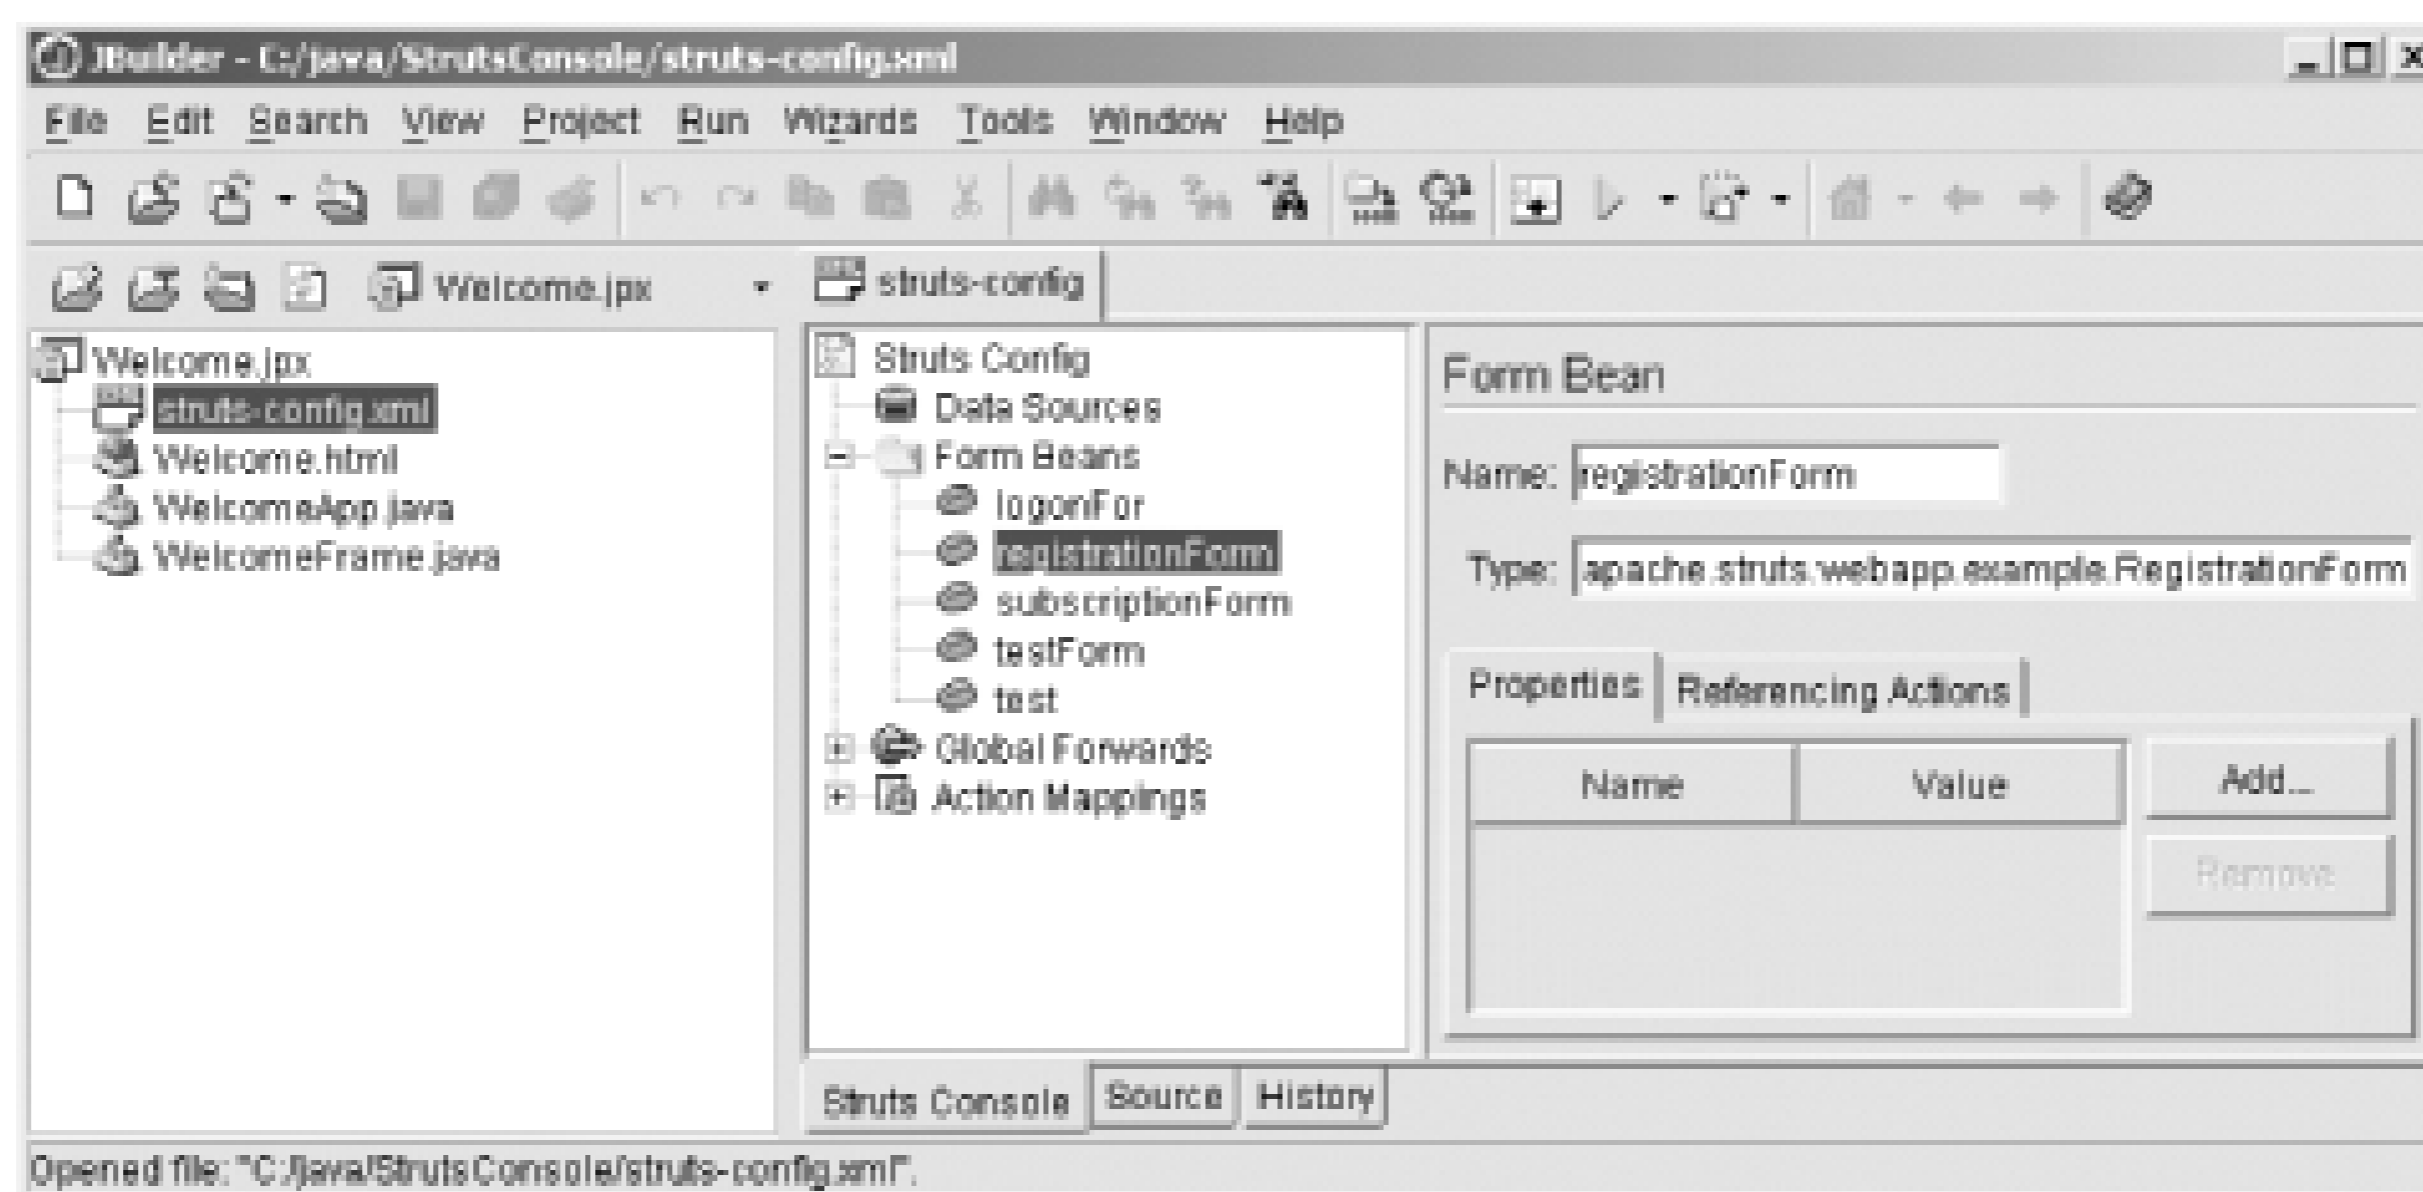 JBuilder - C:/java/StrutsConsole/struts-config.xml
File Edit Search View Project Run Wizards Tools Window Help
Welcome.jpx
struts-config
Welcome.jpx
struts-config.xml
Welcome.html
WelcomeApp.java
WelcomeFrame.java
Struts Config
Data Sources
Form Beans
logonFor
registrationForm
subscriptionForm
testForm
test
Global Forwards
Action Mappings
Form Bean
Name: registrationForm
Type: apache.struts.webapp.example.RegistrationForm
Properties Referencing Actions
Name Value Add...
Remove
Struts Console Source History
Opened file: "C:/java/StrutsConsole/struts-config.xml".